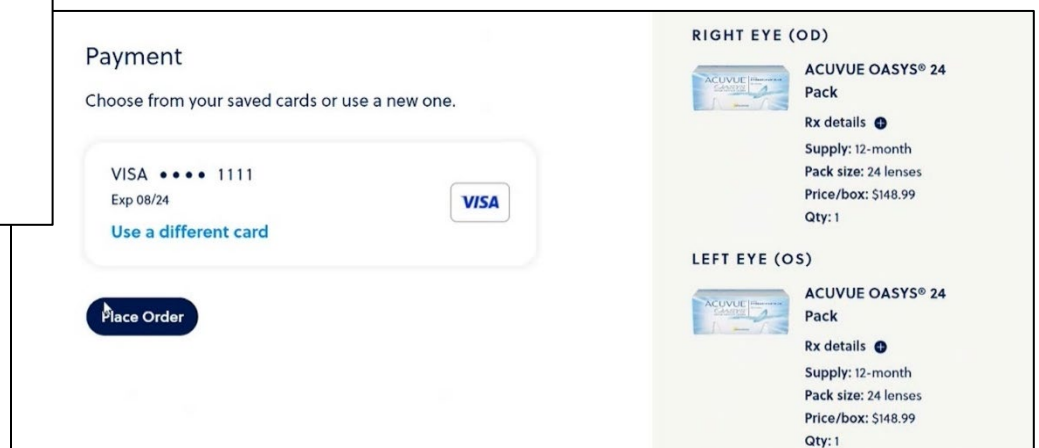 Payment
Choose from your saved cards or use a new one.
VISA •••• 1111
Exp 08/24
VISA
Use a different card
Place Order
RIGHT EYE (OD)
ACUVUE
ACUVUE OASYS® 24
Pack
Rx details
Supply: 12-month
Pack size: 24 lenses
Price/box: $148.99
Qty: 1
LEFT EYE (OS)
ACUVUE
ACUVUE OASYS® 24
Pack
Rx details
Supply: 12-month
Pack size: 24 lenses
Price/box: $148.99
Qty: 1